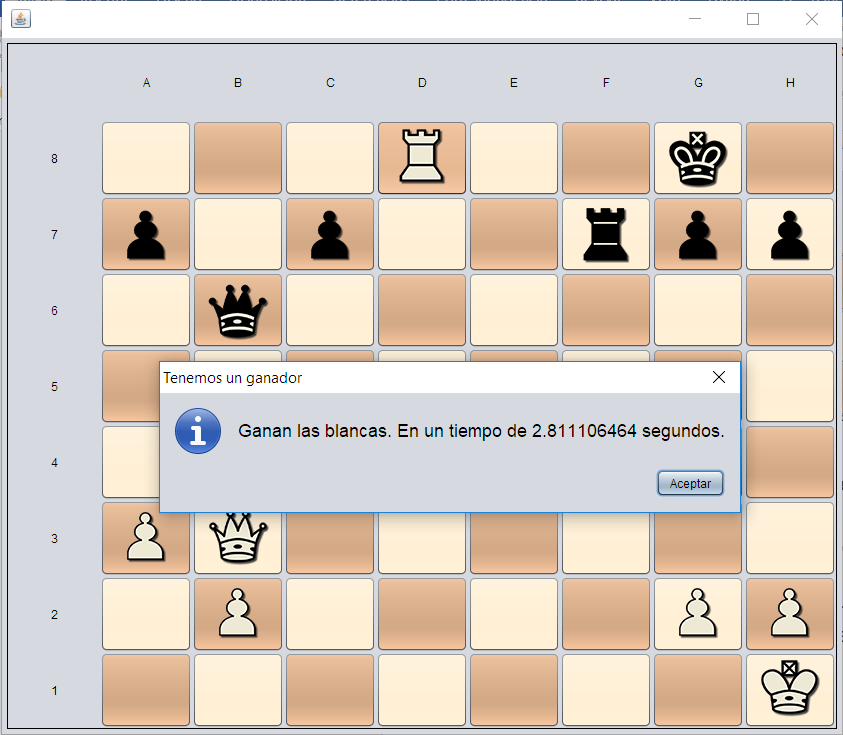 A B C D E F G H
8
7
6
5
Tenemos un ganador
Ganan las blancas. En un tiempo de 2.811106464 segundos.
4
Aceptar
3
2
1